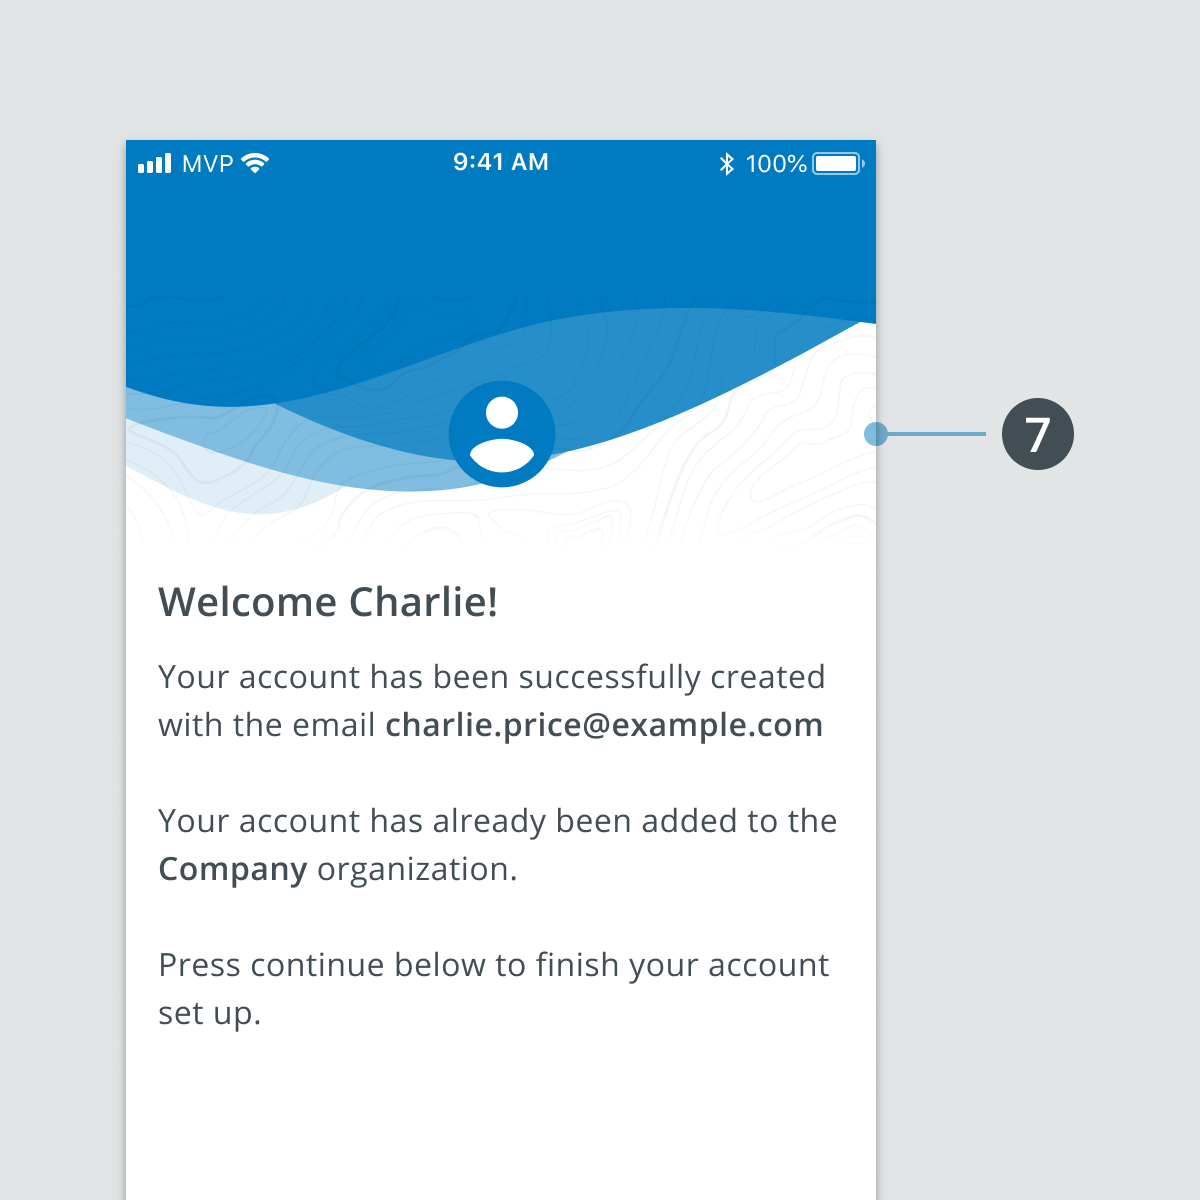 MVP 9:41 AM 100%
7
Welcome Charlie!
Your account has been successfully created
with the email charlie.price@example.com
Your account has already been added to the
Company organization.
Press continue below to finish your account
set up.